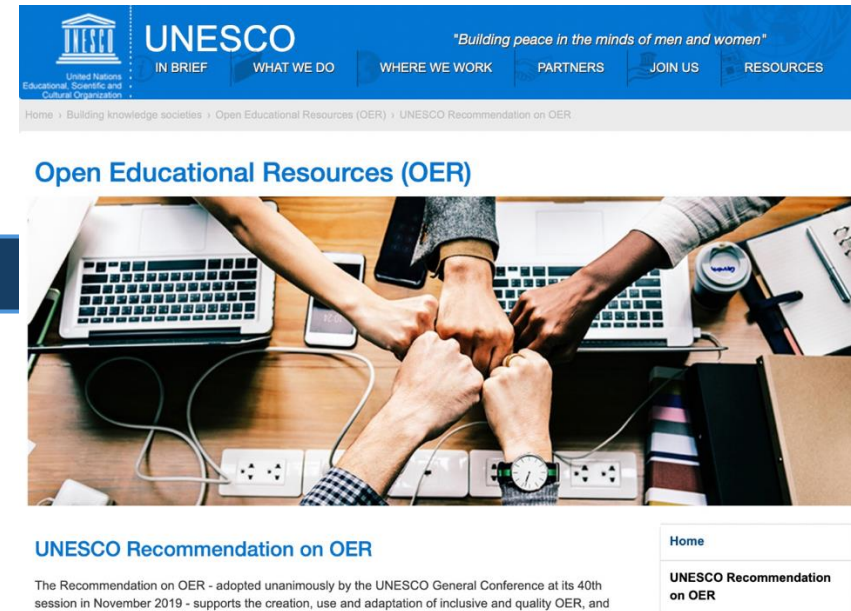 UNESCO
"Building peace in the minds of men and women"
United Nations
Educational, Scientific and
Cultural Organization
IN BRIEF WHAT WE DO WHERE WE WORK PARTNERS JOIN US RESOURCES
Home › Building knowledge societies › Open Educational Resources (OER) › UNESCO Recommendation on OER
Open Educational Resources (OER)
UNESCO Recommendation on OER
The Recommendation on OER - adopted unanimously by the UNESCO General Conference at its 40th
session in November 2019 - supports the creation, use and adaptation of inclusive and quality OER, and
Home
UNESCO Recommendation
on OER